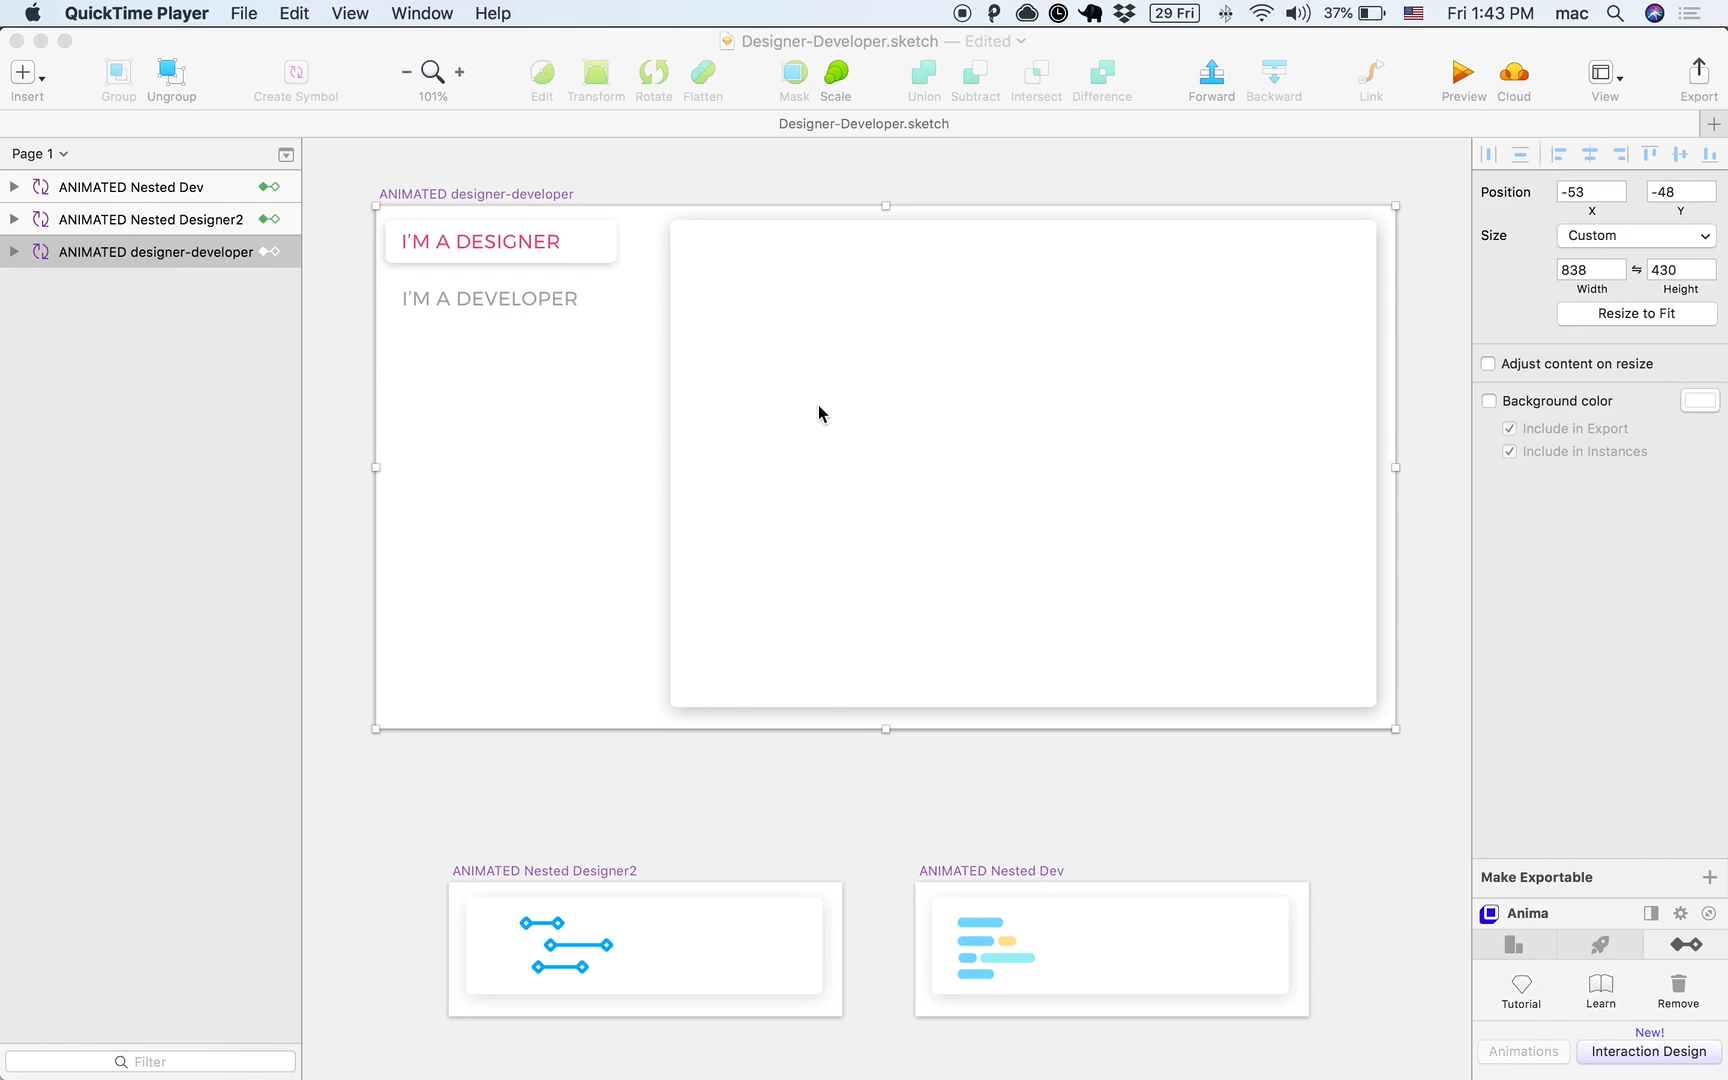 QuickTime Player File Edit View Window Help 29 Fri 37% Fri 1:43 PM mac
Designer-Developer.sketch — Edited
Insert Group Ungroup Create Symbol 101% Edit Transform Rotate Flatten Mask Scale Union Subtract Intersect Difference Forward Backward Link Preview Cloud View Export
Designer-Developer.sketch
Page 1
ANIMATED Nested Dev
ANIMATED Nested Designer2
ANIMATED designer-developer
Filter
ANIMATED designer-developer
I'M A DESIGNER
I'M A DEVELOPER
ANIMATED Nested Designer2
ANIMATED Nested Dev
Position -53 -48
X Y
Size Custom
838 430
Width Height
Resize to Fit
Adjust content on resize
Background color
Include in Export
Include in Instances
Make Exportable
Anima
Tutorial Learn Remove
New!
Animations Interaction Design